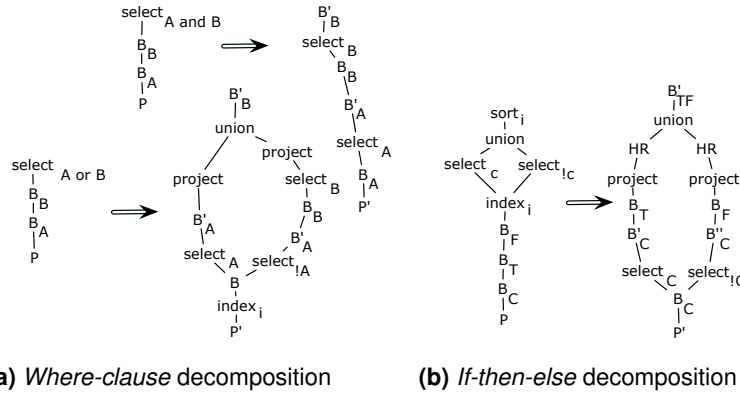 select A and B
B B
B A
P
B' B
select B
B B
B' A
select A
B A
P'
select A or B
B B
B A
P
B' B
union
project project
select B
B B
B' A
B' A
select A select !A
B
index i
P'
sort i
union
select c select !c
index i
B F
B T
B C
P
B' TF
union
HR HR
project project
B T B F
B' C B'' C
select C select !C
B C
P'
a) Where-clause decomposition
(b) If-then-else decomposition